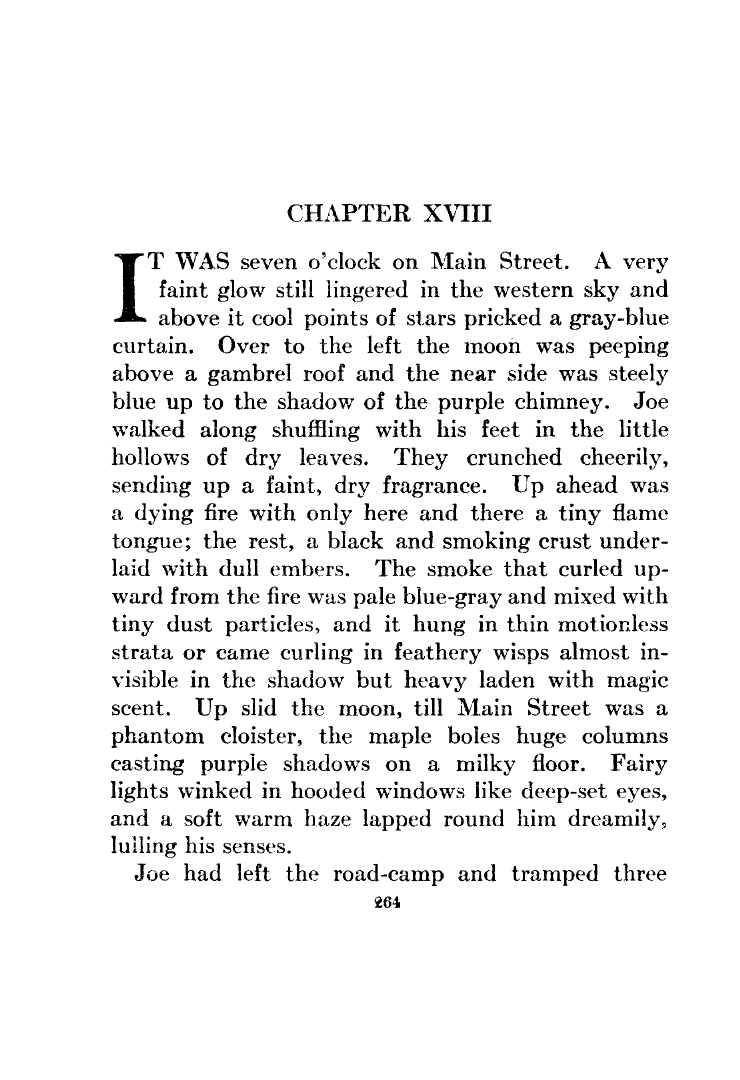 CHAPTER XVIII
IT WAS seven o'clock on Main Street. A very
faint glow still lingered in the western sky and
above it cool points of stars pricked a gray-blue
curtain. Over to the left the moon was peeping
above a gambrel roof and the near side was steely
blue up to the shadow of the purple chimney. Joe
walked along shuffling with his feet in the little
hollows of dry leaves. They crunched cheerily,
sending up a faint, dry fragrance. Up ahead was
a dying fire with only here and there a tiny flame
tongue; the rest, a black and smoking crust under-
laid with dull embers. The smoke that curled up-
ward from the fire was pale blue-gray and mixed with
tiny dust particles, and it hung in thin motionless
strata or came curling in feathery wisps almost in-
visible in the shadow but heavy laden with magic
scent. Up slid the moon, till Main Street was a
phantom cloister, the maple boles huge columns
casting purple shadows on a milky floor. Fairy
lights winked in hooded windows like deep-set eyes,
and a soft warm haze lapped round him dreamily,
lulling his senses.
Joe had left the road-camp and tramped three
264